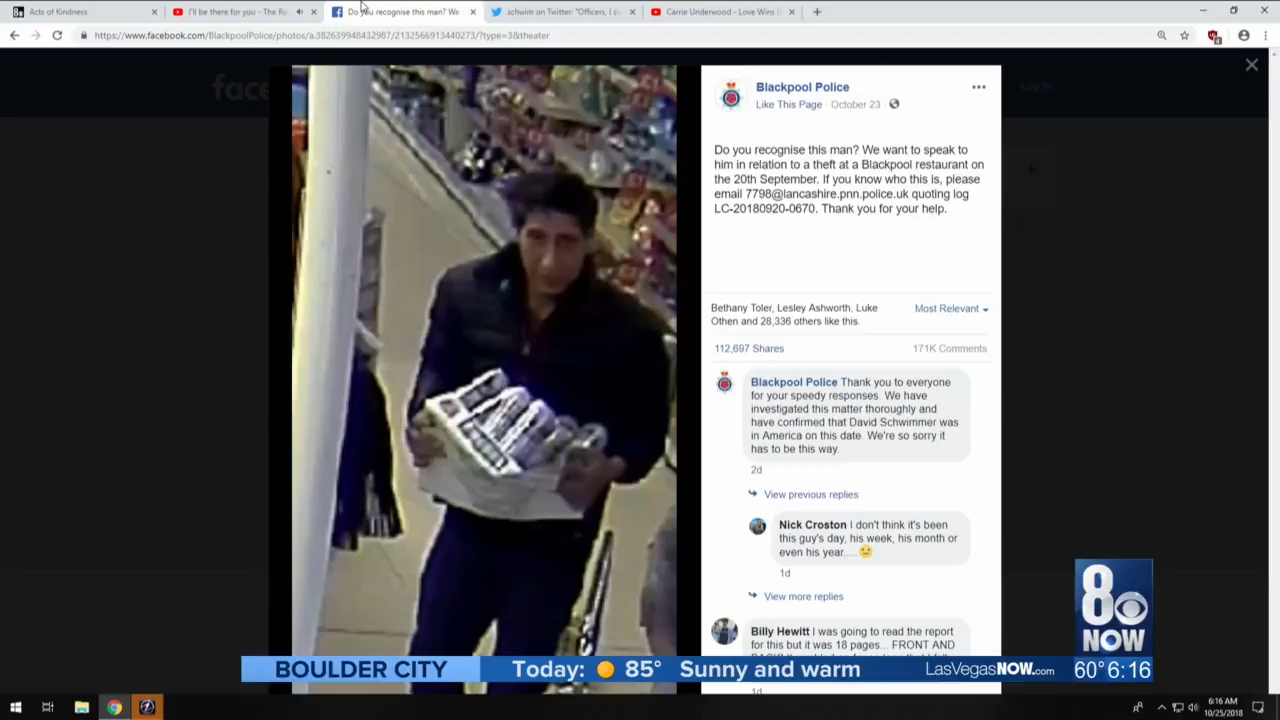 Acts of Kindness
I'll be there for you - The Re
Do you recognise this man? We
schwim on Twitter: "Officers, I s
Carrie Underwood - Love Wins (
https://www.facebook.com/BlackpoolPolice/photos/a.382639948432987/2132566913440273/?type=3&theater
face
Log In
Blackpool Police
Like This Page · October 23 ·
Do you recognise this man? We want to speak to
him in relation to a theft at a Blackpool restaurant on
the 20th September. If you know who this is, please
email 7798@lancashire.pnn.police.uk quoting log
LC-20180920-0670. Thank you for your help.
Bethany Toler, Lesley Ashworth, Luke
Othen and 28,336 others like this.
Most Relevant
112,697 Shares
171K Comments
Blackpool Police Thank you to everyone
for your speedy responses. We have
investigated this matter thoroughly and
have confirmed that David Schwimmer was
in America on this date. We're so sorry it
has to be this way.
2d
View previous replies
Nick Croston I don't think it's been
this guy's day, his week, his month or
even his year.....
1d
View more replies
Billy Hewitt I was going to read the report
for this but it was 18 pages... FRONT AND
1d
8
NOW
BOULDER CITY
Today: 85° Sunny and warm
LasVegasNOW.com
60° 6:16
6:16 AM
10/25/2018